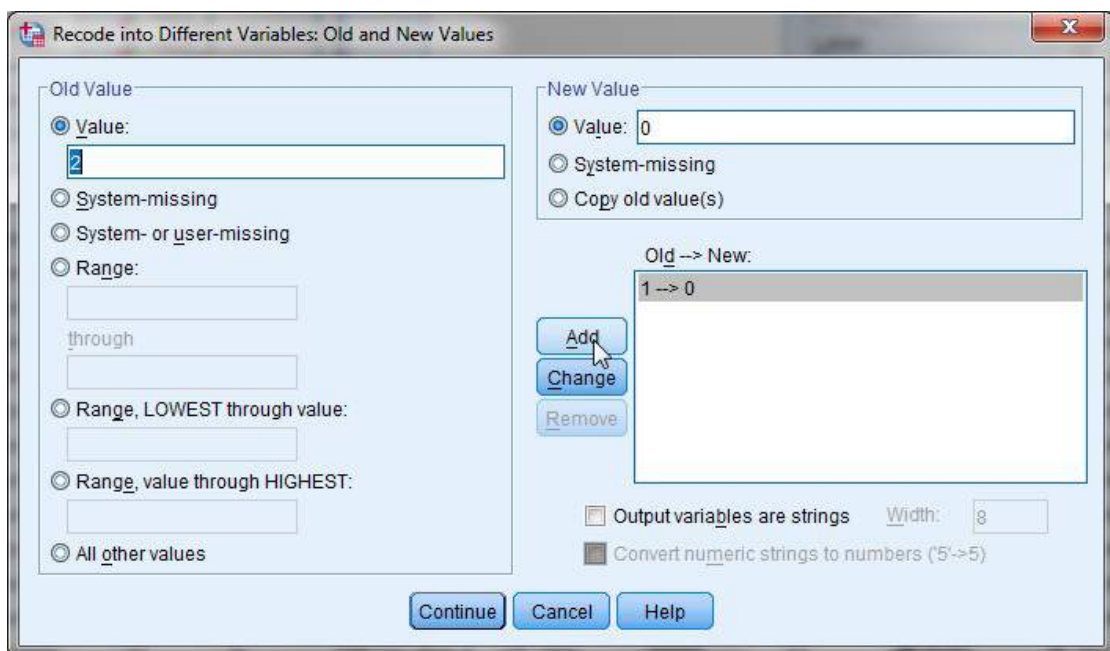 Recode into Different Variables: Old and New Values
X
Old Value
Value:
2
System-missing
System- or user-missing
Range:
through
Range, LOWEST through value:
Range, value through HIGHEST:
All other values
New Value
Value: 0
System-missing
Copy old value(s)
Old --> New:
1 --> 0
Add
Change
Remove
Output variables are strings Width: 8
Convert numeric strings to numbers ('5'->5)
Continue Cancel Help